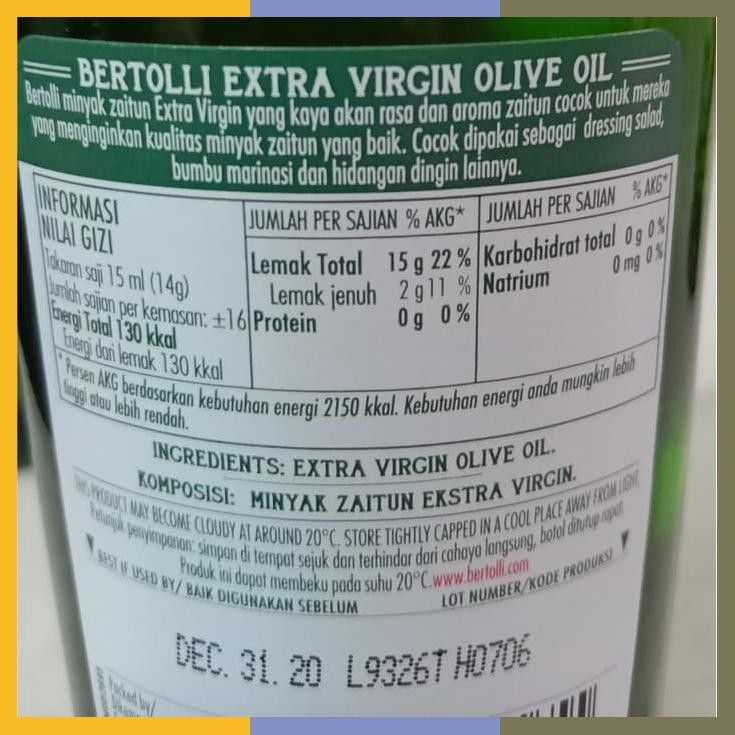 BERTOLLI EXTRA VIRGIN OLIVE OIL
Bertolli minyak zaitun Extra Virgin yang kaya akan rasa dan aroma zaitun cocok untuk mereka
yang menginginkan kualitas minyak zaitun yang baik. Cocok dipakai sebagai dressing salad,
bumbu marinasi dan hidangan dingin lainnya.
INFORMASI
NILAI GIZI
Takaran saji 15 ml (14g)
Jumlah sajian per kemasan: ±16
Energi Total 130 kkal
Energi dari lemak 130 kkal
JUMLAH PER SAJIAN % AKG*
Lemak Total 15 g 22 %
Lemak jenuh 2 g 11 %
Protein 0 g 0 %
JUMLAH PER SAJIAN % AKG*
Karbohidrat total 0 g 0 %
Natrium 0 mg 0 %
* Persen AKG berdasarkan kebutuhan energi 2150 kkal. Kebutuhan energi anda mungkin lebih
tinggi atau lebih rendah.
INGREDIENTS: EXTRA VIRGIN OLIVE OIL.
KOMPOSISI: MINYAK ZAITUN EKSTRA VIRGIN.
THIS PRODUCT MAY BECOME CLOUDY AT AROUND 20°C. STORE TIGHTLY CAPPED IN A COOL PLACE AWAY FROM LIGHT.
Petunjuk penyimpanan: simpan di tempat sejuk dan terhindar dari cahaya langsung, botol ditutup rapat.
Produk ini dapat membeku pada suhu 20°C. www.bertolli.com
BEST IF USED BY/ BAIK DIGUNAKAN SEBELUM
LOT NUMBER/KODE PRODUKSI
DEC. 31. 20 L9326T H0706
Packed by/